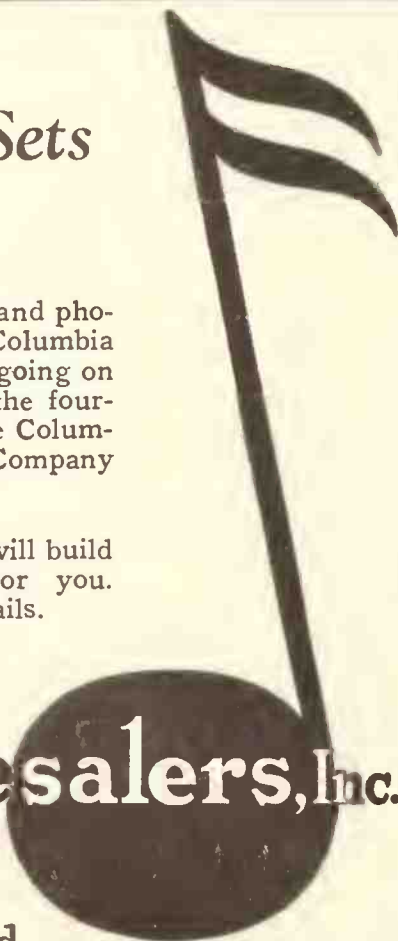 Sets
and pho-
Columbia
going on
the four-
e Colum-
Company
will build
or you.
ails.
esalers, Inc.
d